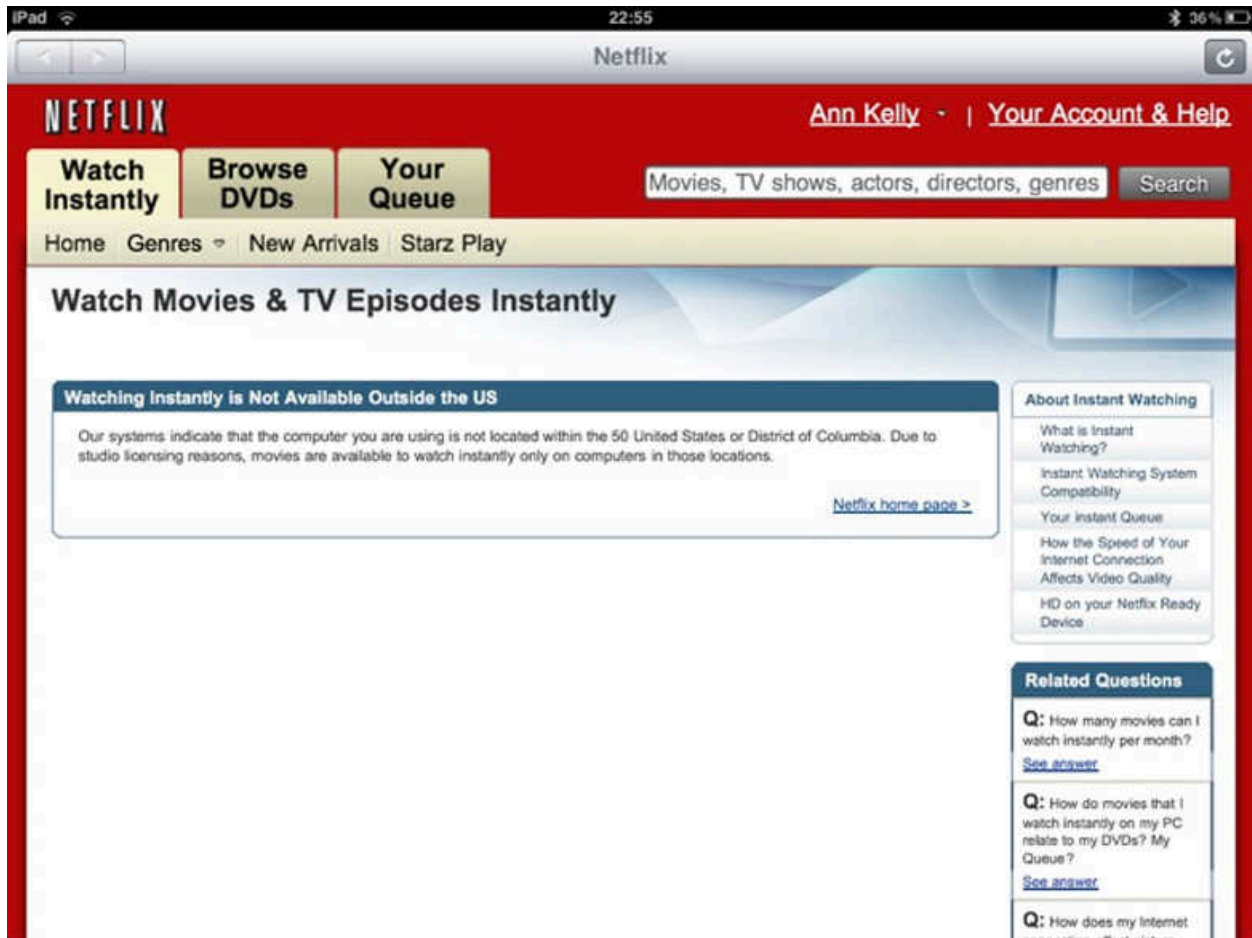 iPad 22:55 36%
Netflix
NETFLIX
Ann Kelly | Your Account & Help
Watch Instantly
Browse DVDs
Your Queue
Movies, TV shows, actors, directors, genres Search
Home Genres New Arrivals Starz Play
Watch Movies & TV Episodes Instantly
Watching Instantly is Not Available Outside the US
Our systems indicate that the computer you are using is not located within the 50 United States or District of Columbia. Due to
studio licensing reasons, movies are available to watch instantly only on computers in those locations.
Netflix home page >
About Instant Watching
What is Instant
Watching?
Instant Watching System
Compatibility
Your Instant Queue
How the Speed of Your
Internet Connection
Affects Video Quality
HD on your Netflix Ready
Device
Related Questions
Q: How many movies can I
watch instantly per month?
See answer
Q: How do movies that I
watch instantly on my PC
relate to my DVDs? My
Queue?
See answer
Q: How does my Internet